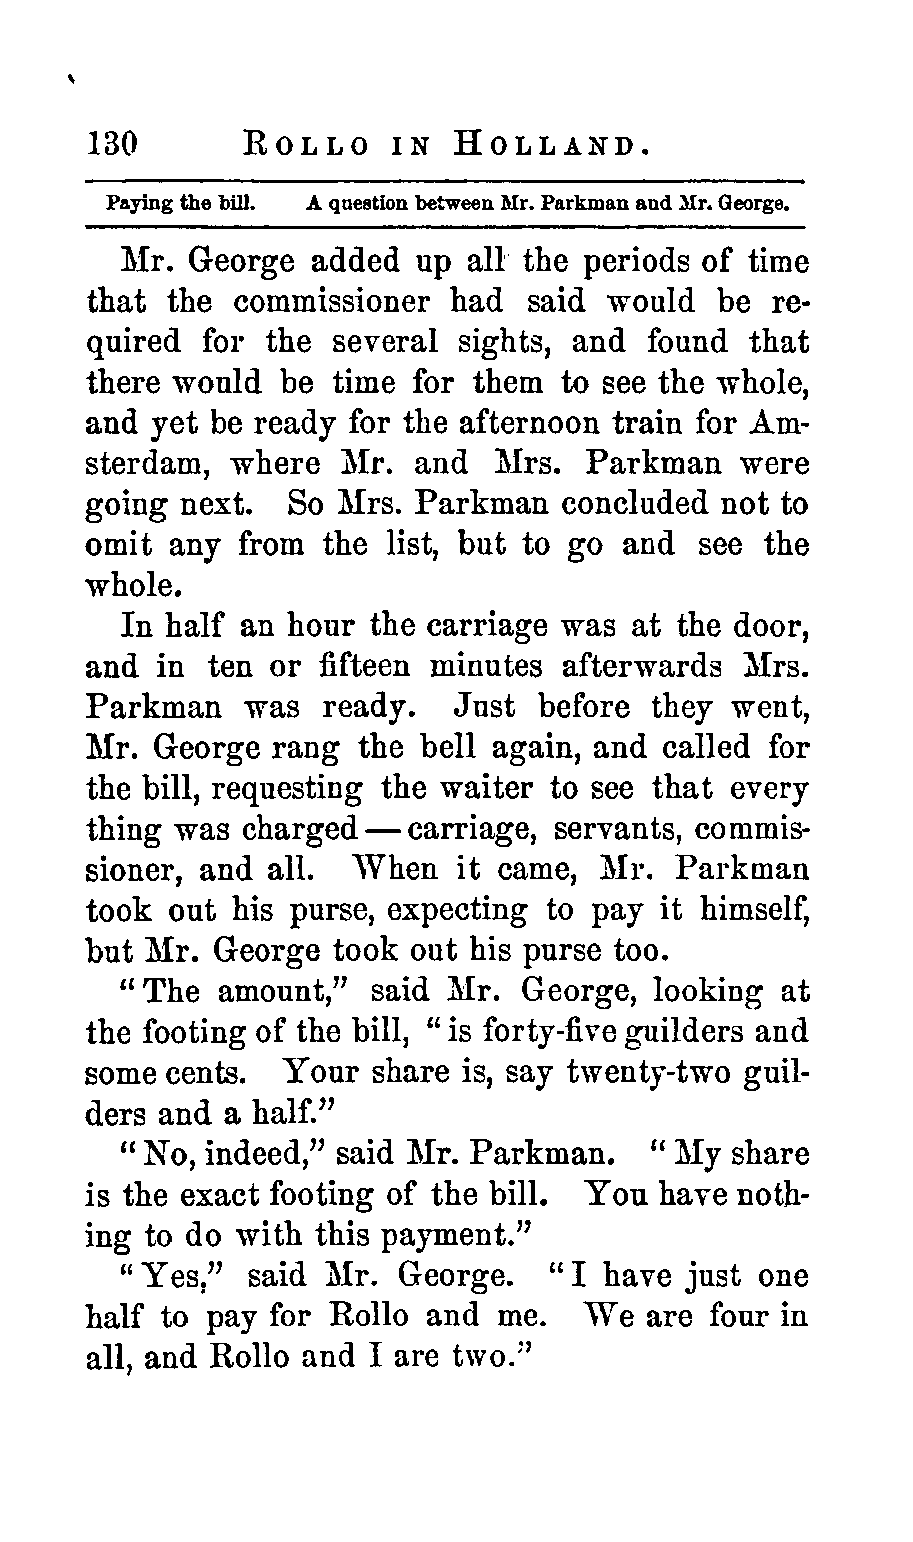 130 ROLLO IN HOLLAND.
Paying the bill. A question between Mr. Parkman and Mr. George.
Mr. George added up all the periods of time
that the commissioner had said would be re-
quired for the several sights, and found that
there would be time for them to see the whole,
and yet be ready for the afternoon train for Am-
sterdam, where Mr. and Mrs. Parkman were
going next. So Mrs. Parkman concluded not to
omit any from the list, but to go and see the
whole.
In half an hour the carriage was at the door,
and in ten or fifteen minutes afterwards Mrs.
Parkman was ready. Just before they went,
Mr. George rang the bell again, and called for
the bill, requesting the waiter to see that every
thing was charged — carriage, servants, commis-
sioner, and all. When it came, Mr. Parkman
took out his purse, expecting to pay it himself,
but Mr. George took out his purse too.
"The amount," said Mr. George, looking at
the footing of the bill, "is forty-five guilders and
some cents. Your share is, say twenty-two guil-
ders and a half."
"No, indeed," said Mr. Parkman. "My share
is the exact footing of the bill. You have noth-
ing to do with this payment."
"Yes," said Mr. George. "I have just one
half to pay for Rollo and me. We are four in
all, and Rollo and I are two."